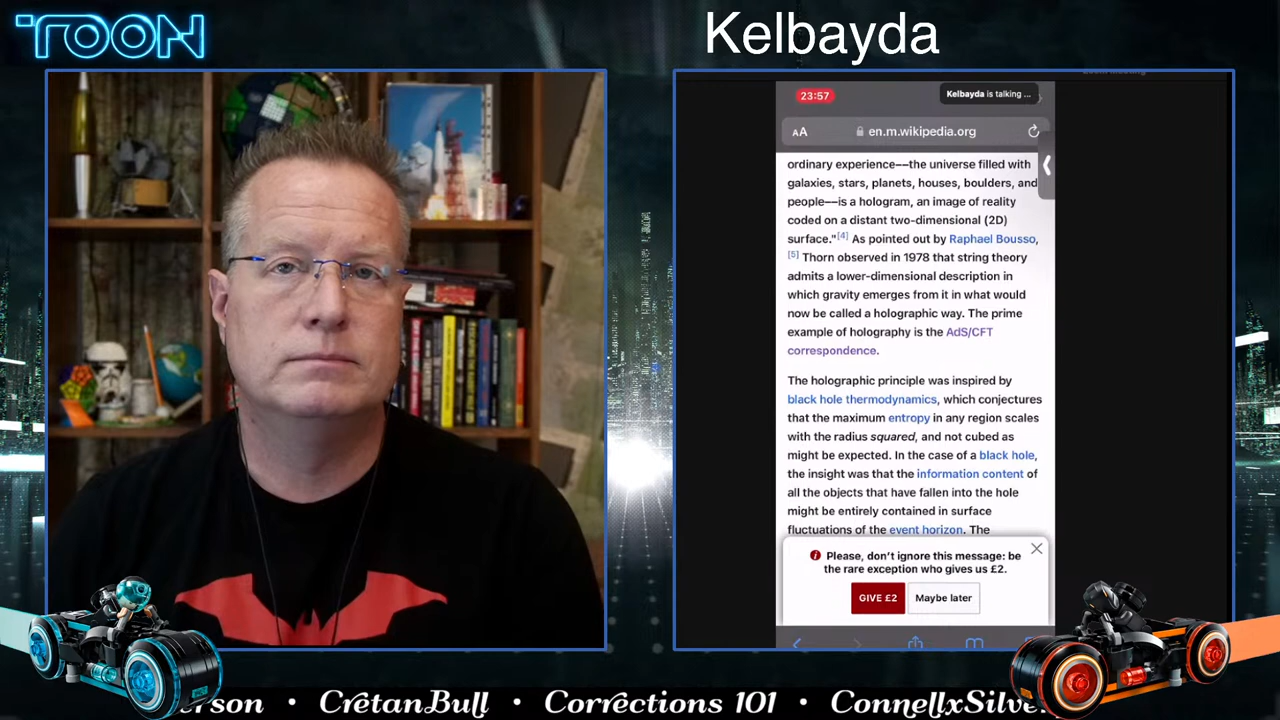 TOON
Kelbayda
23:57
Kelbayda is talking ...
AA
en.m.wikipedia.org
ordinary experience––the universe filled with
galaxies, stars, planets, houses, boulders, and
people––is a hologram, an image of reality
coded on a distant two-dimensional (2D)
surface."[4] As pointed out by Raphael Bousso,
[5] Thorn observed in 1978 that string theory
admits a lower-dimensional description in
which gravity emerges from it in what would
now be called a holographic way. The prime
example of holography is the AdS/CFT
correspondence.
The holographic principle was inspired by
black hole thermodynamics, which conjectures
that the maximum entropy in any region scales
with the radius squared, and not cubed as
might be expected. In the case of a black hole,
the insight was that the information content of
all the objects that have fallen into the hole
might be entirely contained in surface
fluctuations of the event horizon. The
Please, don't ignore this message: be
the rare exception who gives us £2.
GIVE £2
Maybe later
erson • CretanBull • Corrections 101 • ConnellxSilve